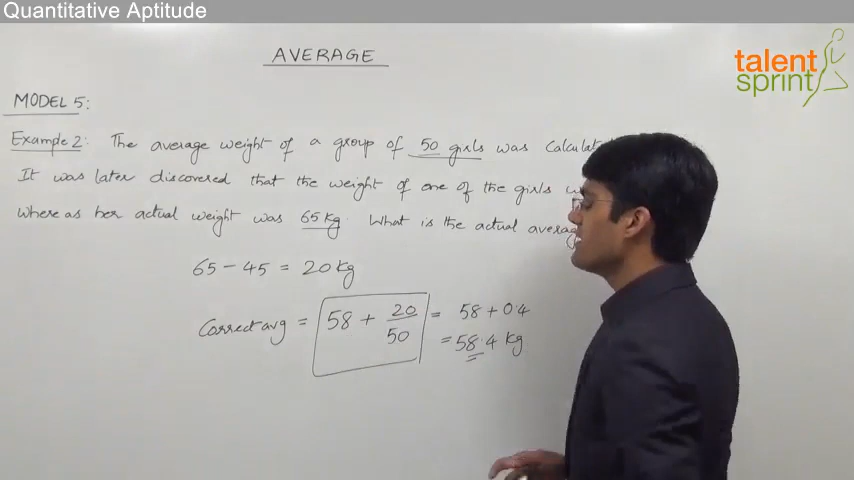 Quantitative Aptitude
talent
sprint
AVERAGE
MODEL 5:
Example 2: The average weight of a group of 50 girls was
It was later discovered that the weight of one of the girls
where as her actual weight was 65 kg. What is the actual
65 - 45 = 20 kg
Correct avg = 58 + 20/50 = 58 + 0.4
= 58.4 kg